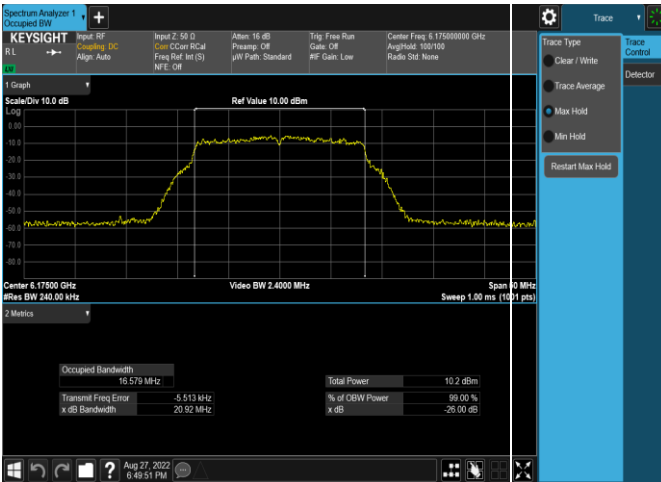 Spectrum Analyzer 1
Occupied BW
+
Trace
KEYSIGHT
Input: RF
Input Z: 50 Ω
Atten: 16 dB
Trig: Free Run
Center Freq: 6.175000000 GHz
R L
Coupling: DC
Corr CCorr RCal
Preamp: Off
Gate: Off
Avg|Hold: 100/100
Align: Auto
Freq Ref: Int (S)
µW Path: Standard
#IF Gain: Low
Radio Std: None
NFE: Off
Trace Type
Clear / Write
Trace Average
Max Hold
Min Hold
Restart Max Hold
Trace Control
Detector
1 Graph
Scale/Div 10.0 dB
Ref Value 10.00 dBm
Log
0.00
-10.0
-20.0
-30.0
-40.0
-50.0
-60.0
-70.0
-80.0
Center 6.17500 GHz
Video BW 2.4000 MHz
Span 60 MHz
#Res BW 240.00 kHz
Sweep 1.00 ms (1001 pts)
2 Metrics
Occupied Bandwidth
16.579 MHz
Total Power 10.2 dBm
Transmit Freq Error -5.513 kHz
% of OBW Power 99.00 %
x dB Bandwidth 20.92 MHz
x dB -26.00 dB
?
Aug 27, 2022
6:49:51 PM